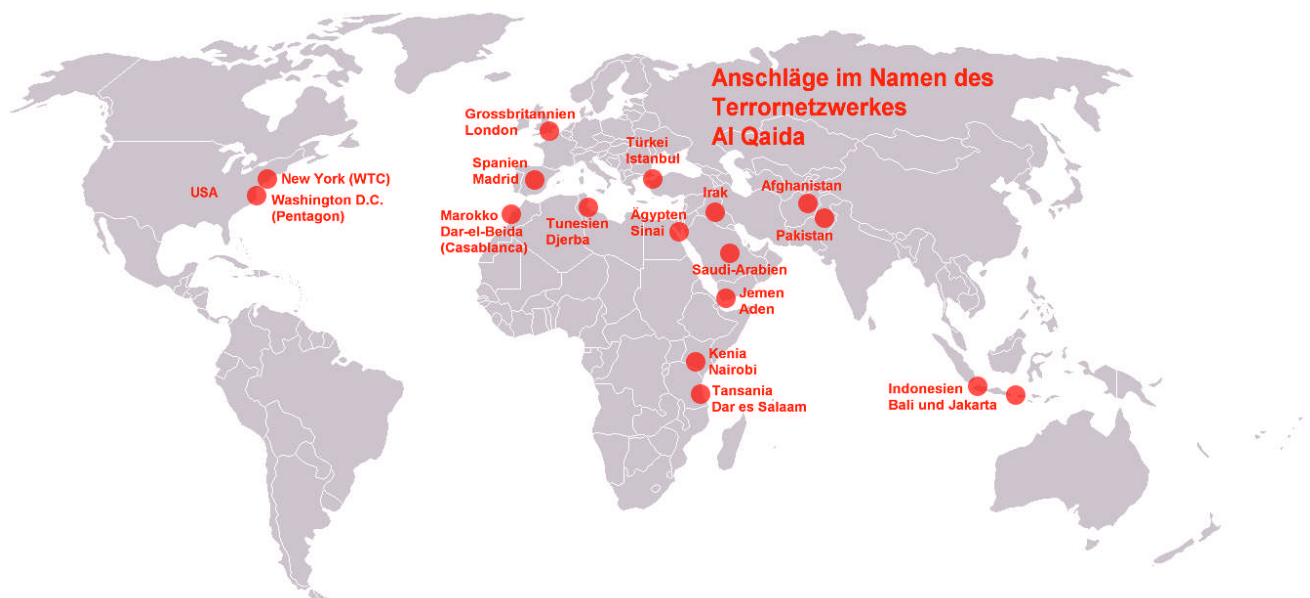 Anschläge im Namen des
Terrornetzwerkes
Al Qaida
Grossbritannien
London
Türkei
Istanbul
Spanien
Madrid
USA
New York (WTC)
Washington D.C.
(Pentagon)
Marokko
Dar-el-Beida
(Casablanca)
Tunesien
Djerba
Ägypten
Sinai
Irak
Afghanistan
Pakistan
Saudi-Arabien
Jemen
Aden
Kenia
Nairobi
Tansania
Dar es Salaam
Indonesien
Bali und Jakarta